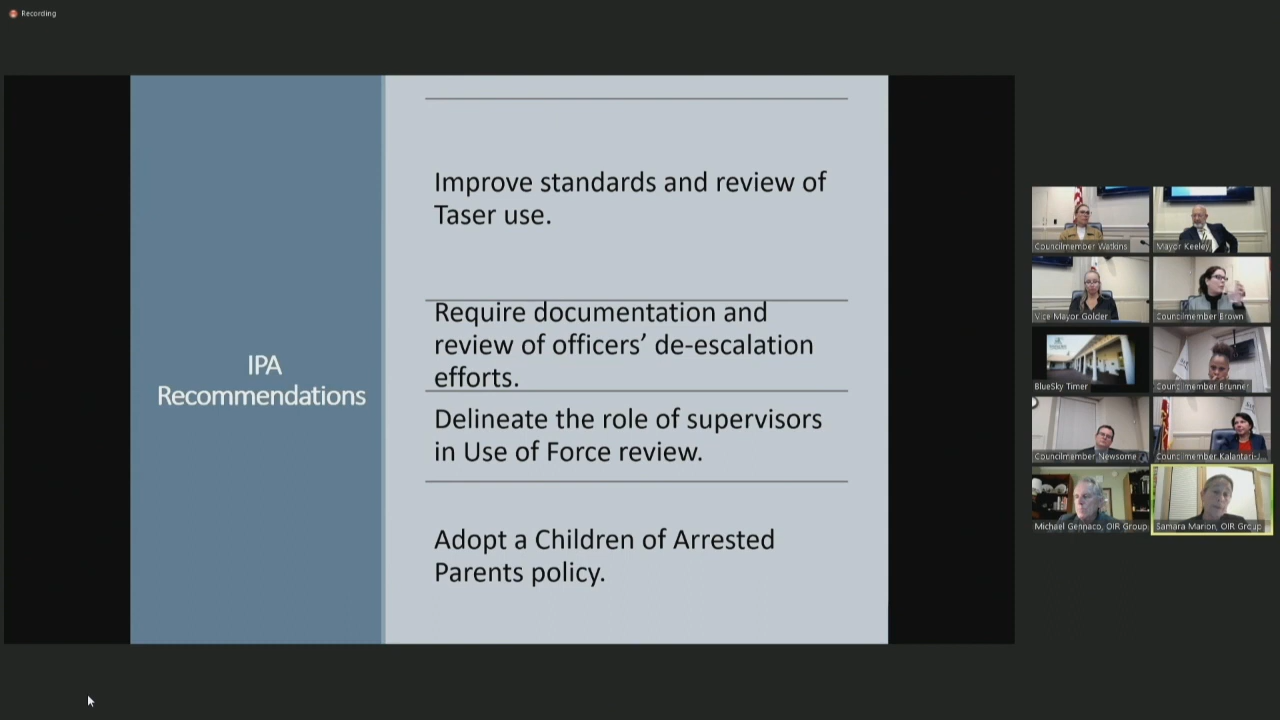 Recording
Improve standards and review of
Taser use.
Require documentation and
review of officers’ de-escalation
efforts.
Delineate the role of supervisors
in Use of Force review.
Adopt a Children of Arrested
Parents policy.
IPA
Recommendations
Councilmember Watkins
Mayor Keeley
Vice Mayor Golder
Councilmember Brown
BlueSky Timer
Councilmember Brunner
Councilmember Newsome
Councilmember Kalantari-J...
Michael Gennaco, OIR Group
Samara Marion, OIR Group